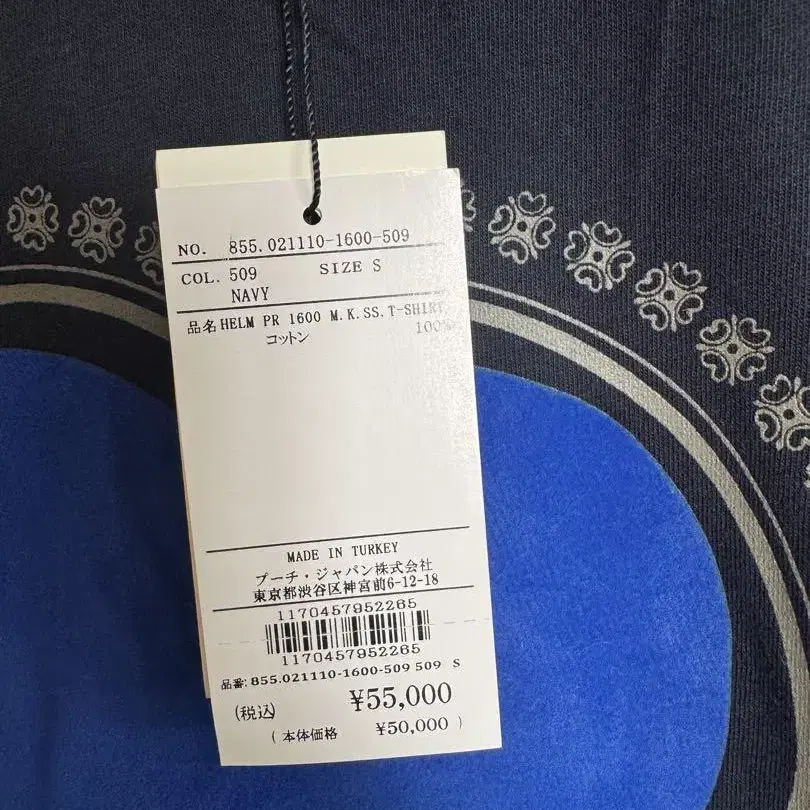 NO. 855.021110-1600-509
COL. 509 SIZE S
NAVY
品名 HELM PR 1600 M.K.SS.T-SHIRT
コットン 100%
MADE IN TURKEY
プーチ・ジャパン株式会社
東京都渋谷区神宮前6-12-18
1170457952265
1170457952265
品番: 855.021110-1600-509 509 S
¥55,000
(税込)
( 本体価格 ¥50,000 )